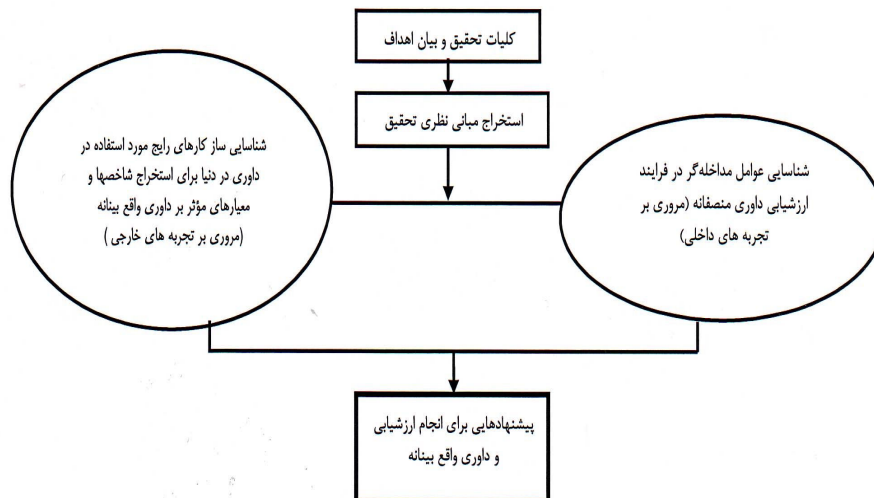 کلیات تحقیق و بیان اهداف
استخراج مبانی نظری تحقیق
شناسایی عوامل مداخله‌گر در فرایند
ارزشیابی داوری منصفانه (مروری بر
تجربه های داخلی)
شناسایی ساز کارهای رایج مورد استفاده در
داوری در دنیا برای استخراج شاخصها و
معیارهای مؤثر بر داوری واقع بینانه
(مروری بر تجربه های خارجی )
پیشنهادهایی برای انجام ارزشیابی
و داوری واقع بینانه